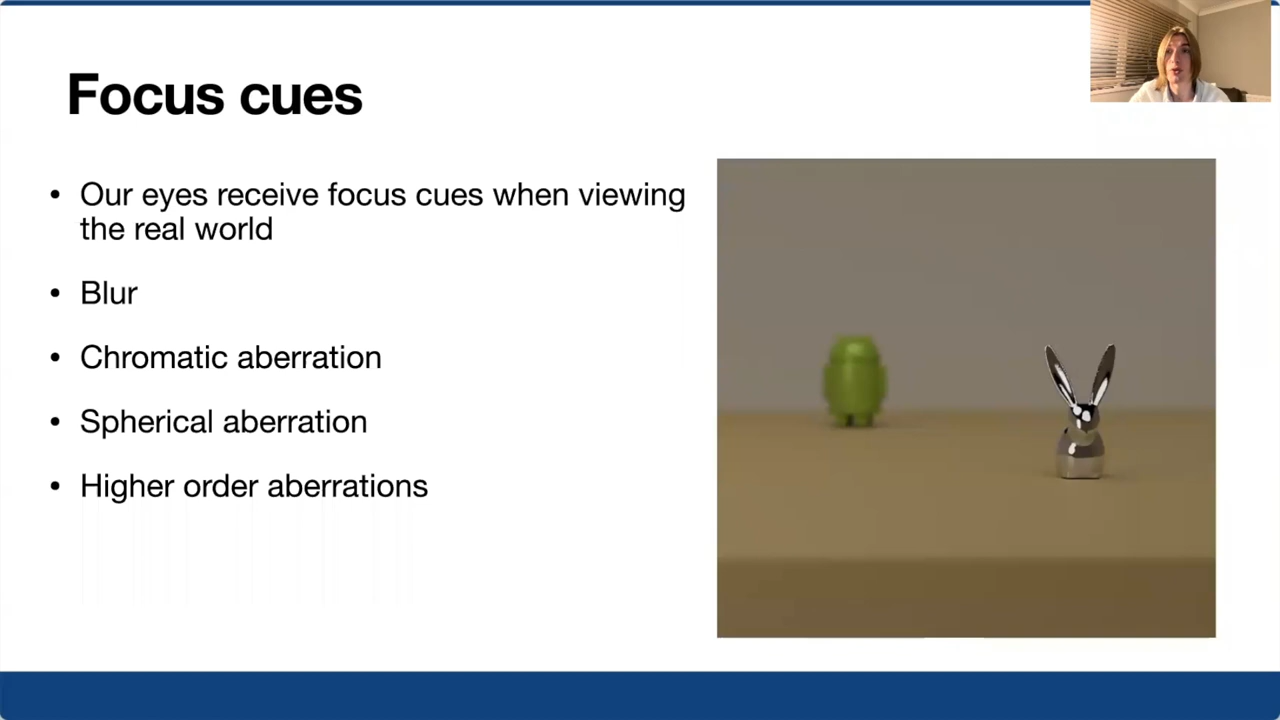 Focus cues
• Our eyes receive focus cues when viewing
the real world
• Blur
• Chromatic aberration
• Spherical aberration
• Higher order aberrations